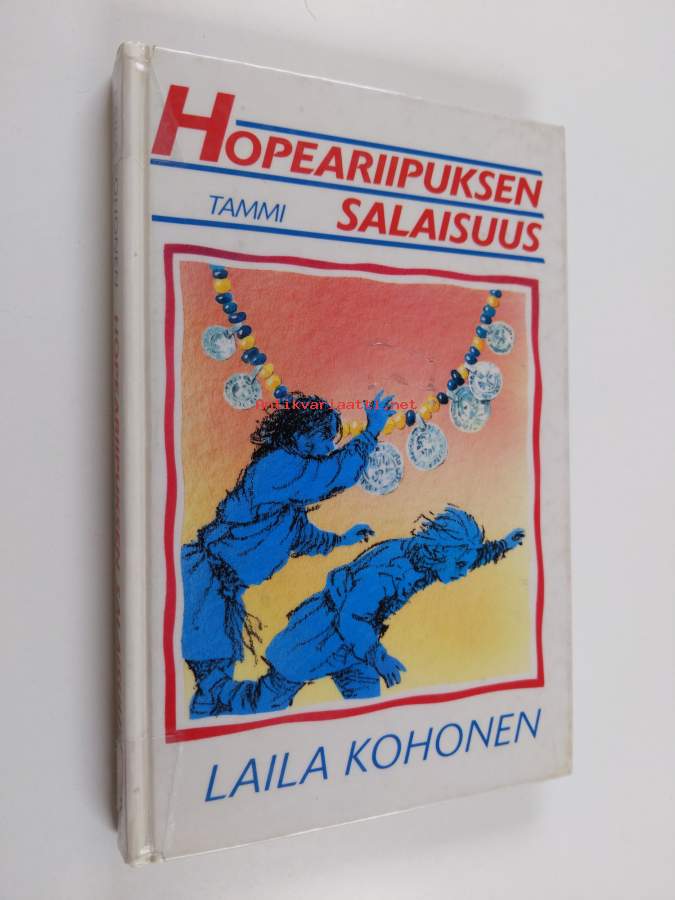 HOPEARIIPUKSEN
TAMMI SALAISUUS
Antikvariaatti.net
LAILA KOHONEN